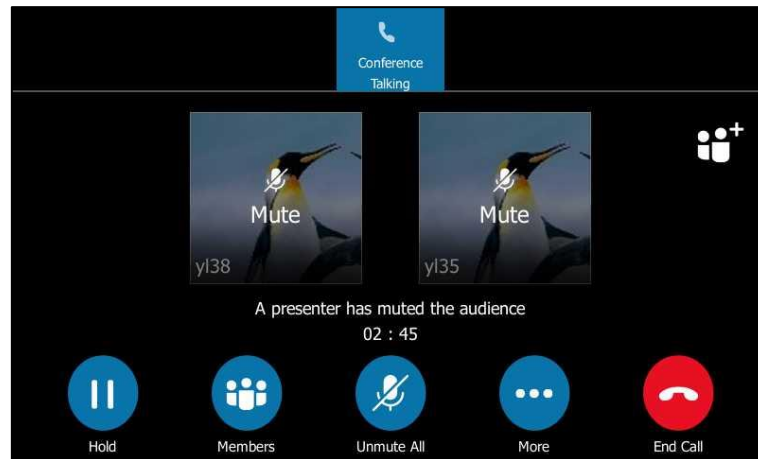 Conference
Talking
Mute
Mute
yl38
yl35
A presenter has muted the audience
02 : 45
Hold
Members
Unmute All
More
End Call